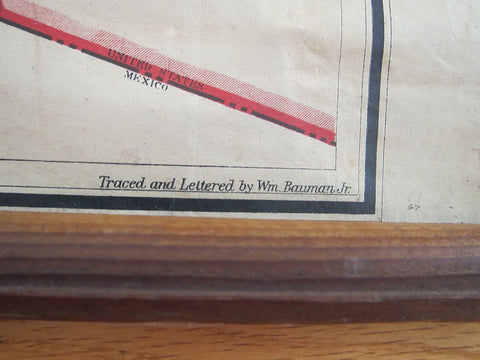 UNITED STATES
MEXICO
Traced and Lettered by Wm. Bauman Jr.